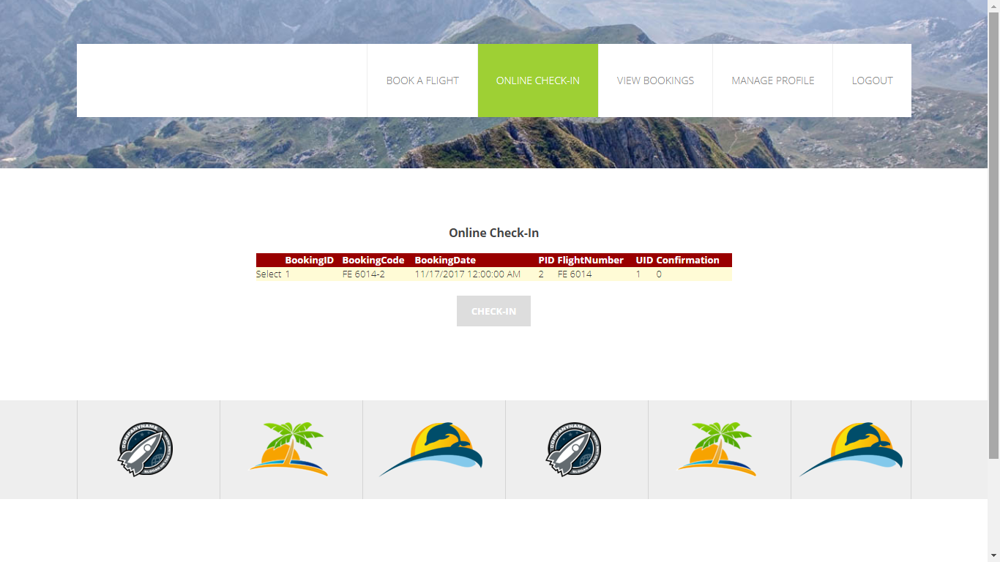 BOOK A FLIGHT ONLINE CHECK-IN VIEW BOOKINGS MANAGE PROFILE LOGOUT
Online Check-In
BookingID BookingCode BookingDate PID FlightNumber UID Confirmation
Select 1 FE 6014-2 11/17/2017 12:00:00 AM 2 FE 6014 1 0
CHECK-IN
COMPANYNAME
COMPANYNAME